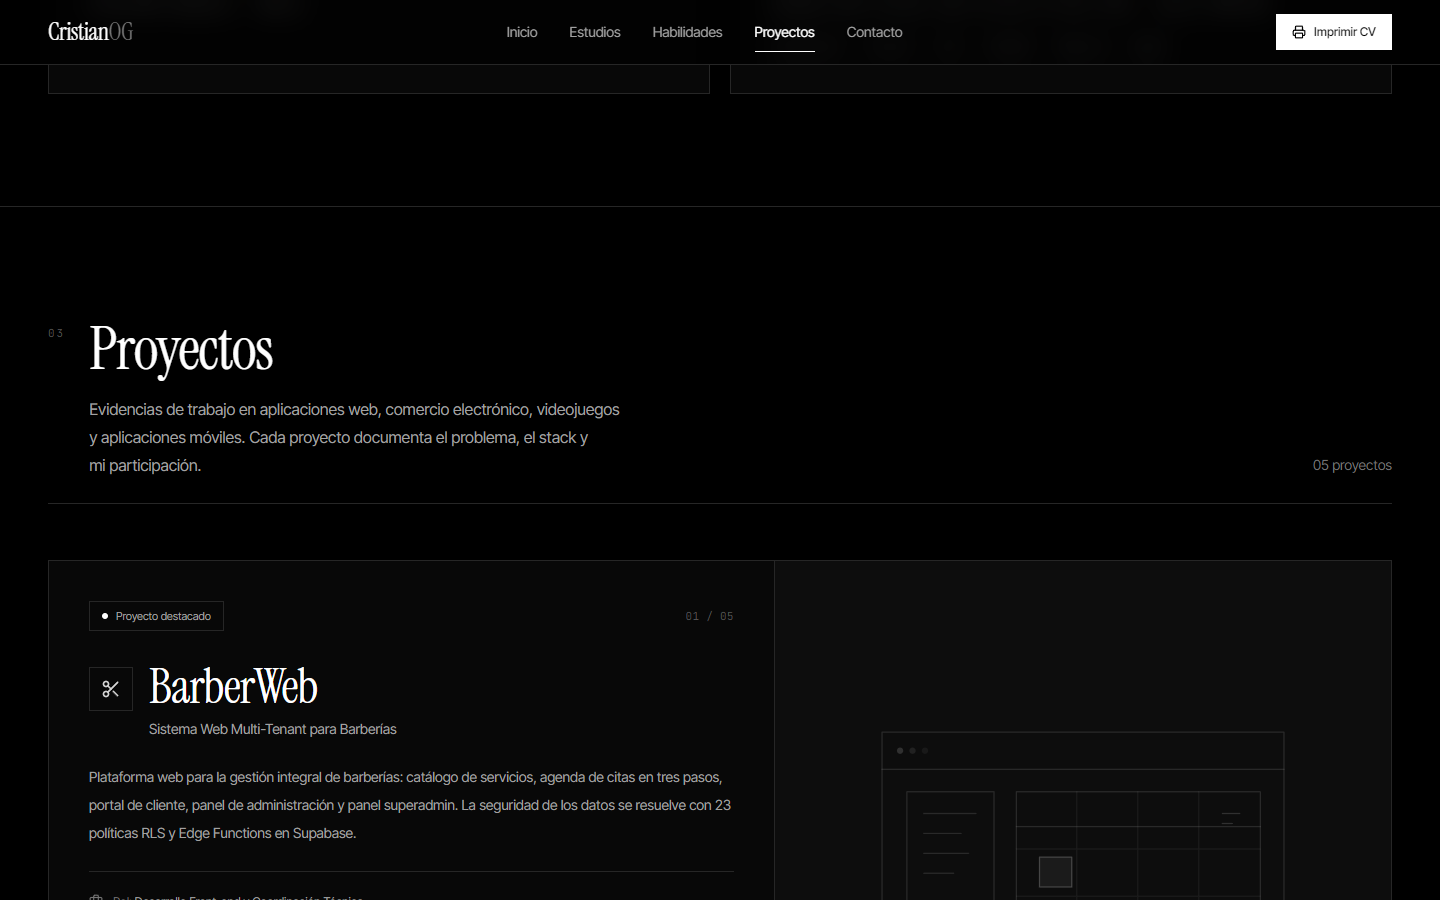 CristianOG
Inicio
Estudios
Habilidades
Proyectos
Contacto
Imprimir CV
03
Proyectos
Evidencias de trabajo en aplicaciones web, comercio electrónico, videojuegos
y aplicaciones móviles. Cada proyecto documenta el problema, el stack y
mi participación.
05 proyectos
Proyecto destacado
01 / 05
BarberWeb
Sistema Web Multi-Tenant para Barberías
Plataforma web para la gestión integral de barberías: catálogo de servicios, agenda de citas en tres pasos,
portal de cliente, panel de administración y panel superadmin. La seguridad de los datos se resuelve con 23
políticas RLS y Edge Functions en Supabase.